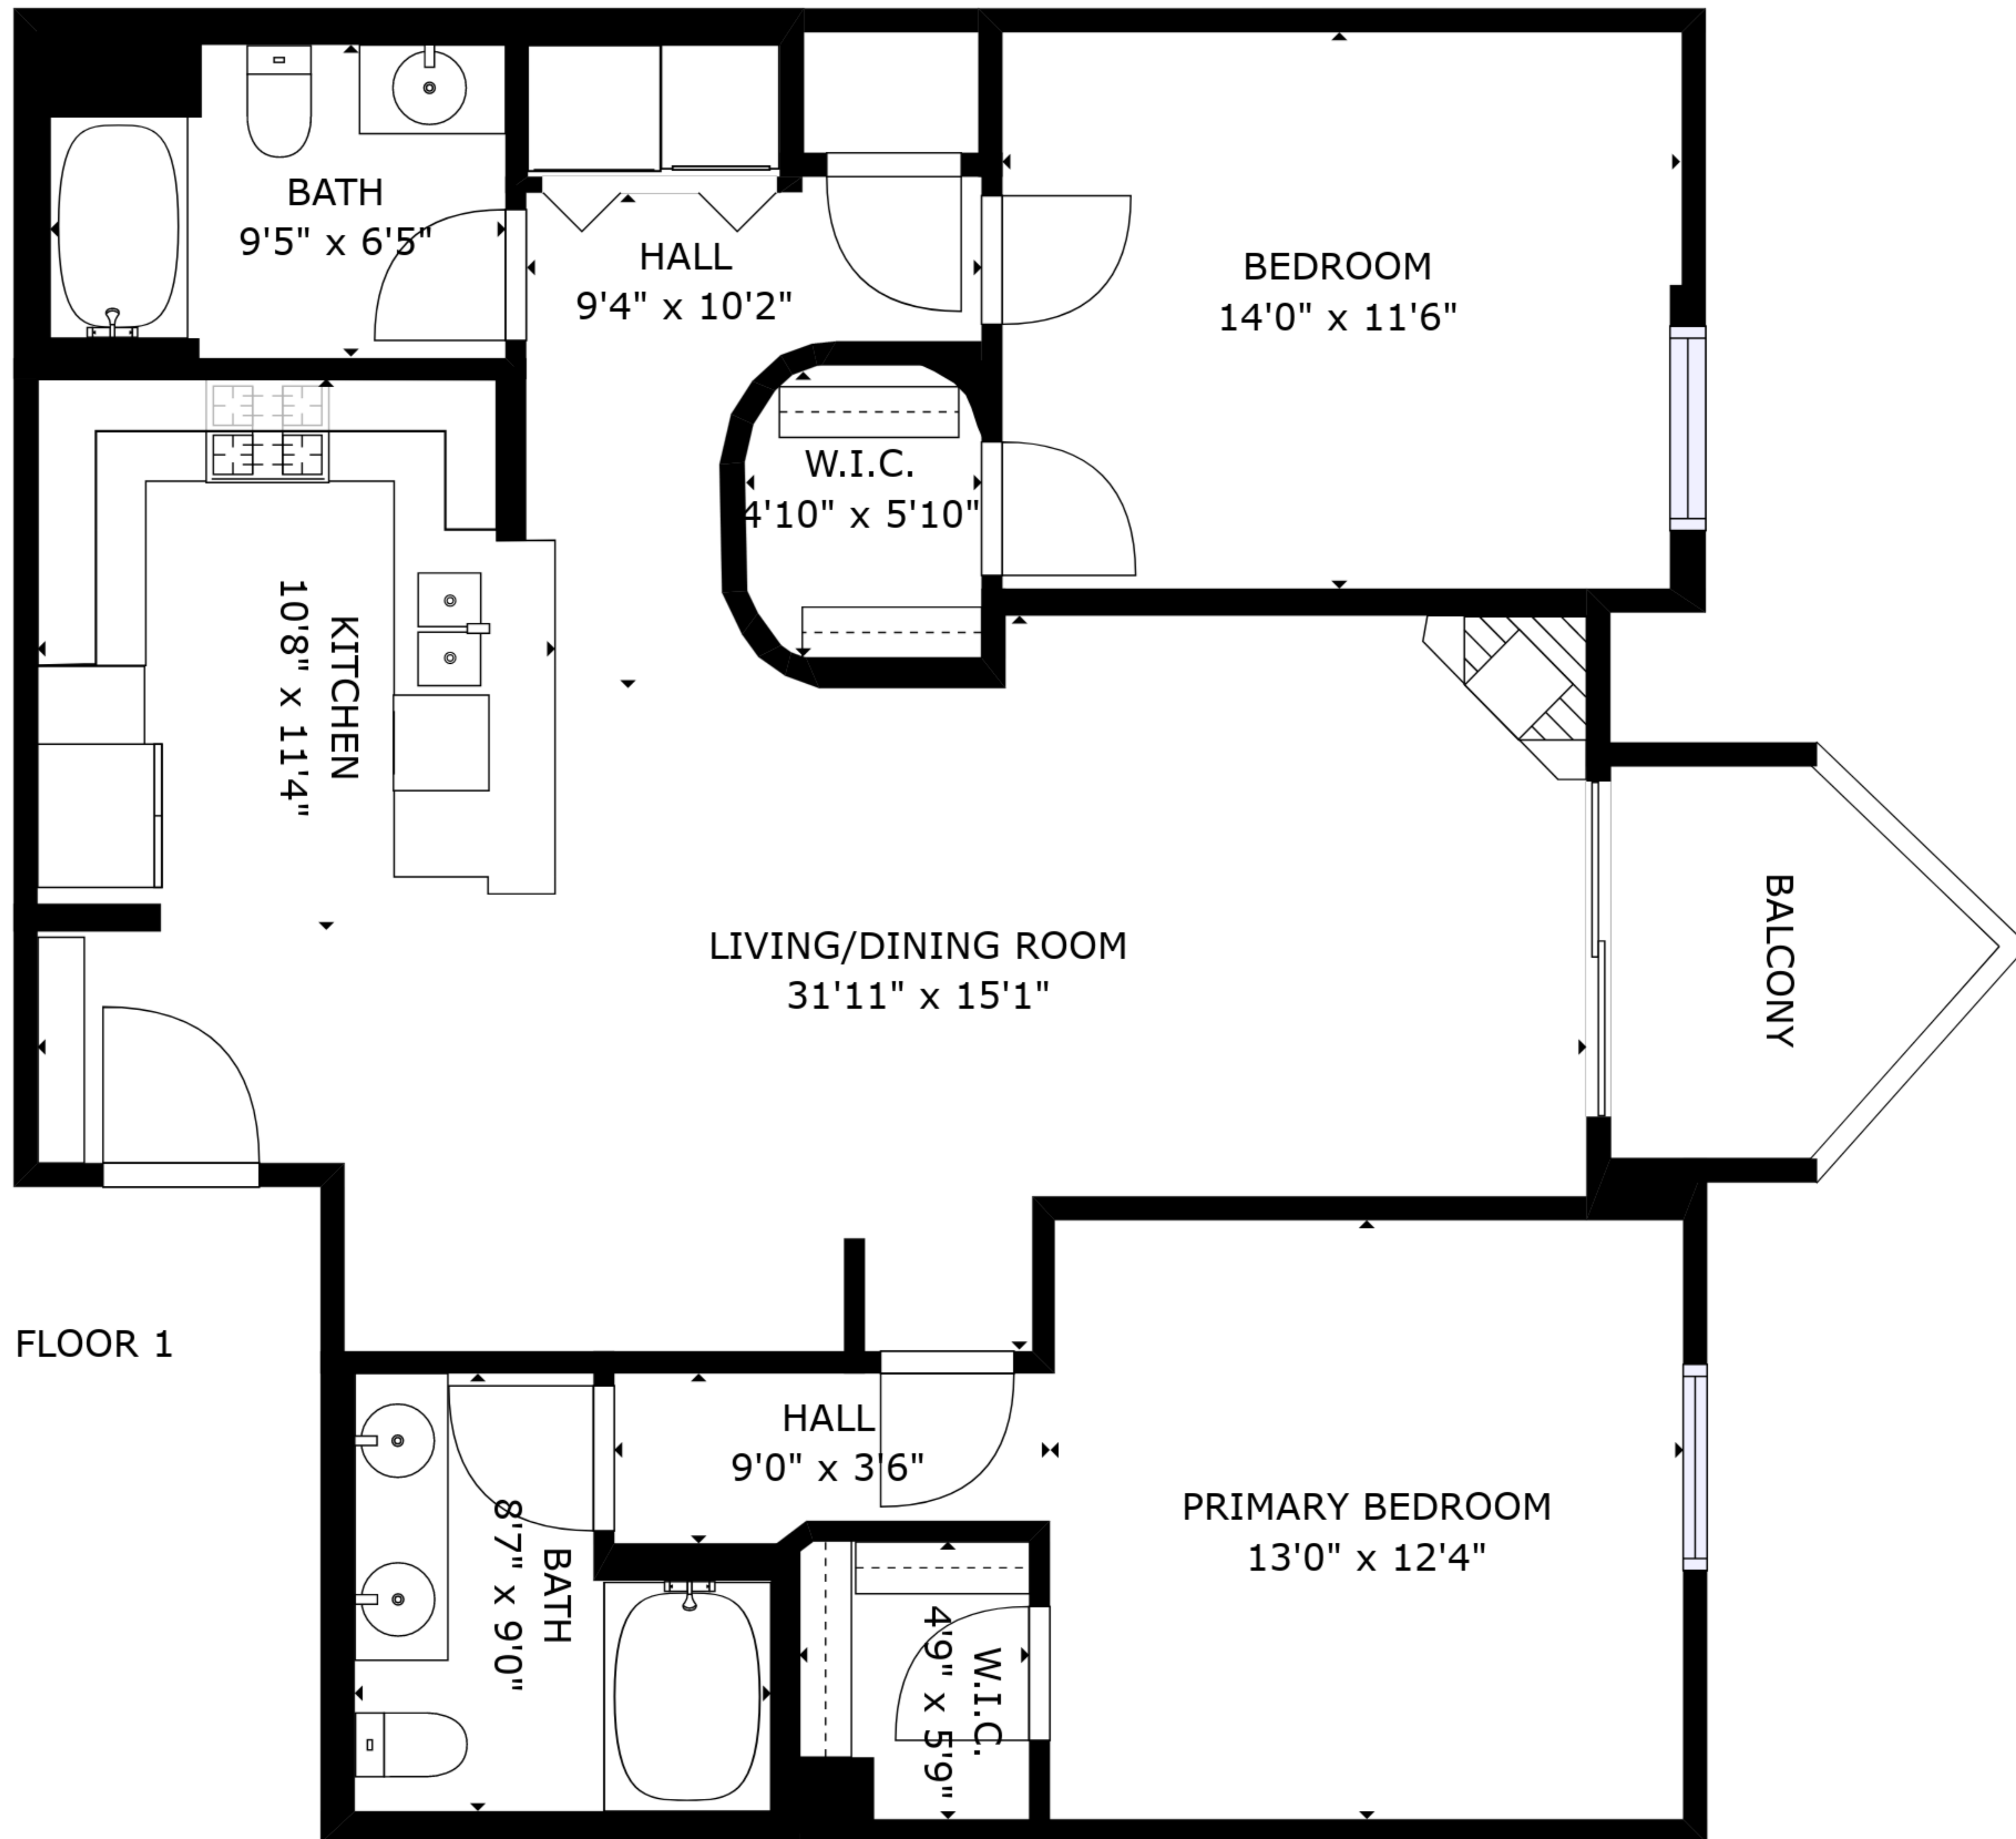 BATH
9'5" x 6'5"
HALL
9'4" x 10'2"
BEDROOM
14'0" x 11'6"
W.I.C.
4'10" x 5'10"
KITCHEN
10'8" x 11'4"
LIVING/DINING ROOM
31'11" x 15'1"
BALCONY
FLOOR 1
HALL
9'0" x 3'6"
PRIMARY BEDROOM
13'0" x 12'4"
BATH
8'7" x 9'0"
W.I.C.
4'9" x 5'9"